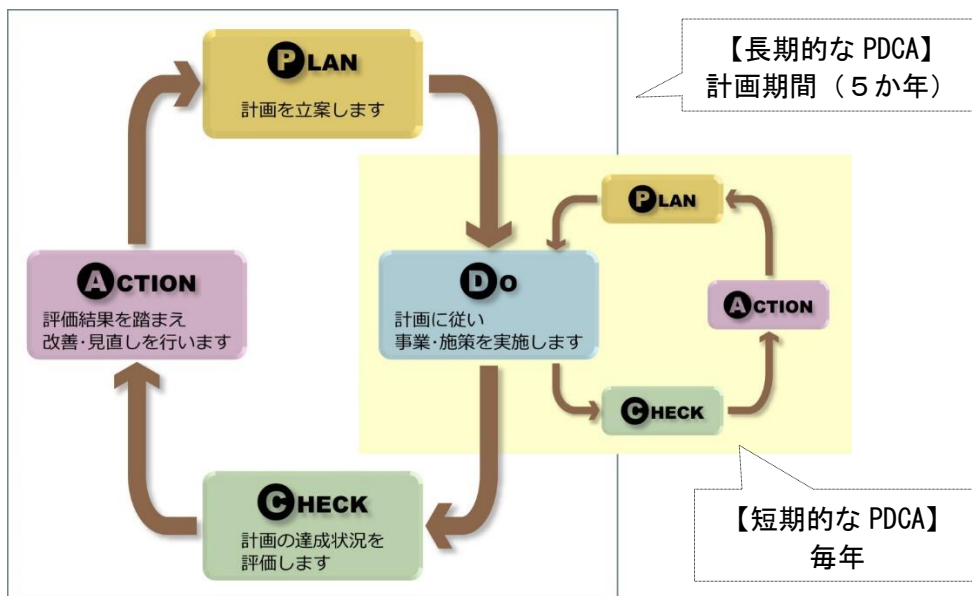 PLAN
計画を立案します
【長期的な PDCA】
計画期間（５か年）
PLAN
ACTION
評価結果を踏まえ
改善・見直しを行います
DO
計画に従い
事業・施策を実施します
ACTION
CHECK
CHECK
計画の達成状況を
評価します
【短期的な PDCA】
毎年